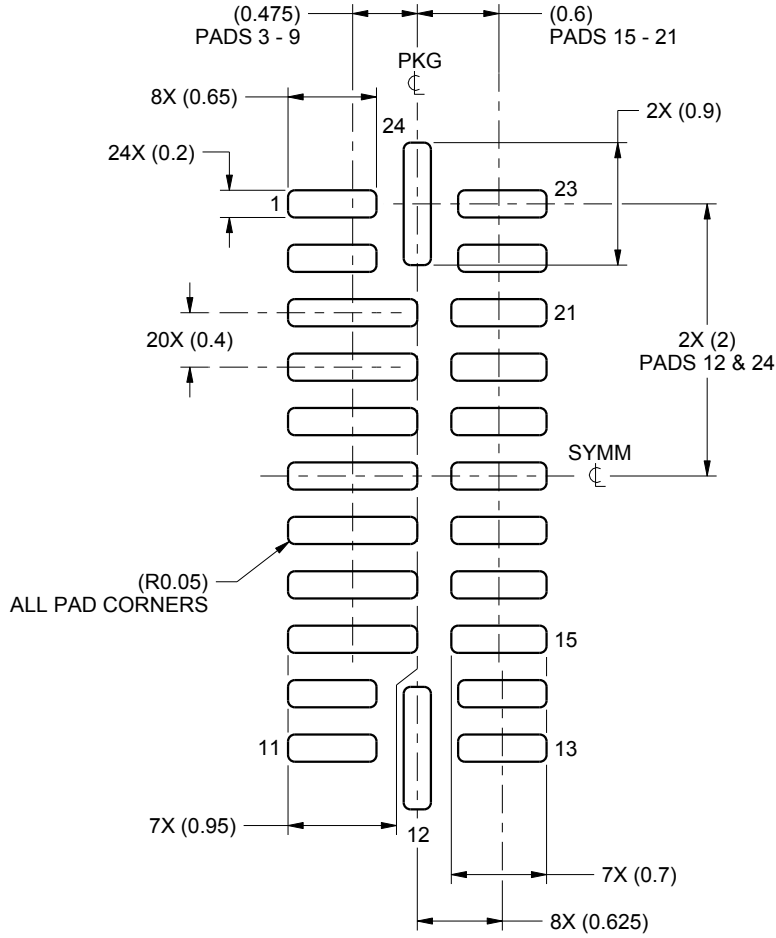 (0.475)
PADS 3 - 9
(0.6)
PADS 15 - 21
PKG
8X (0.65)
24
2X (0.9)
24X (0.2)
1
23
21
20X (0.4)
2X (2)
PADS 12 & 24
SYMM
(R0.05)
ALL PAD CORNERS
15
11
13
7X (0.95)
12
7X (0.7)
8X (0.625)